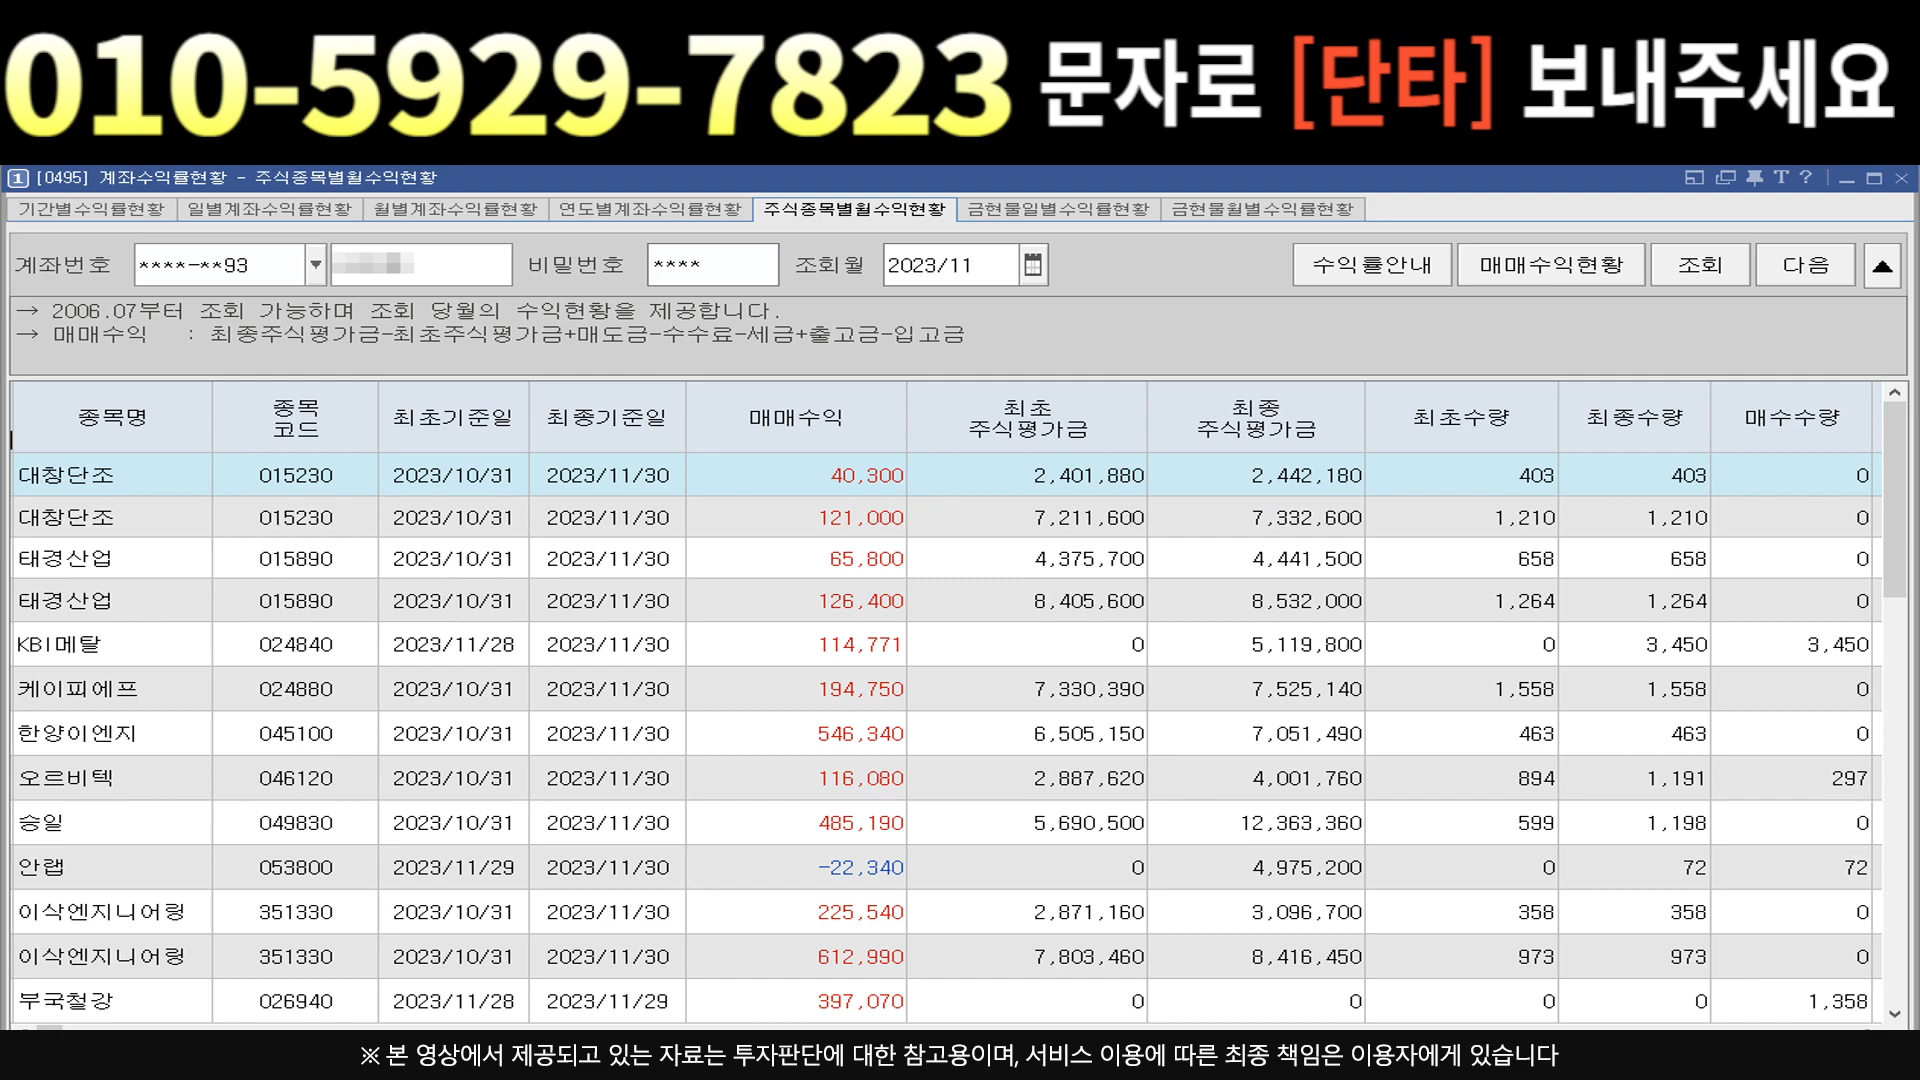 010-5929-7823 문자로 [단타] 보내주세요
1 [0495] 계좌수익률현황 - 주식종목별월수익현황
기간별수익률현황 일별계좌수익률현황 월별계좌수익률현황 연도별계좌수익률현황 주식종목별월수익현황 금현물일별수익률현황 금현물월별수익률현황
계좌번호 ****-**93 비밀번호 **** 조회월 2023/11 수익률안내 매매수익현황 조회 다음 ▲
→ 2006.07부터 조회 가능하며 조회 당월의 수익현황을 제공합니다.
→ 매매수익 : 최종주식평가금-최초주식평가금+매도금-수수료-세금+출고금-입고금
종목명 종목코드 최초기준일 최종기준일 매매수익 최초주식평가금 최종주식평가금 최초수량 최종수량 매수수량
대창단조 015230 2023/10/31 2023/11/30 40,300 2,401,880 2,442,180 403 403 0
대창단조 015230 2023/10/31 2023/11/30 121,000 7,211,600 7,332,600 1,210 1,210 0
태경산업 015890 2023/10/31 2023/11/30 65,800 4,375,700 4,441,500 658 658 0
태경산업 015890 2023/10/31 2023/11/30 126,400 8,405,600 8,532,000 1,264 1,264 0
KBI메탈 024840 2023/11/28 2023/11/30 114,771 0 5,119,800 0 3,450 3,450
케이피에프 024880 2023/10/31 2023/11/30 194,750 7,330,390 7,525,140 1,558 1,558 0
한양이엔지 045100 2023/10/31 2023/11/30 546,340 6,505,150 7,051,490 463 463 0
오르비텍 046120 2023/10/31 2023/11/30 116,080 2,887,620 4,001,760 894 1,191 297
승일 049830 2023/10/31 2023/11/30 485,190 5,690,500 12,363,360 599 1,198 0
안랩 053800 2023/11/29 2023/11/30 -22,340 0 4,975,200 0 72 72
이삭엔지니어링 351330 2023/10/31 2023/11/30 225,540 2,871,160 3,096,700 358 358 0
이삭엔지니어링 351330 2023/10/31 2023/11/30 612,990 7,803,460 8,416,450 973 973 0
부국철강 026940 2023/11/28 2023/11/29 397,070 0 0 0 0 1,358
※ 본 영상에서 제공되고 있는 자료는 투자판단에 대한 참고용이며, 서비스 이용에 따른 최종 책임은 이용자에게 있습니다